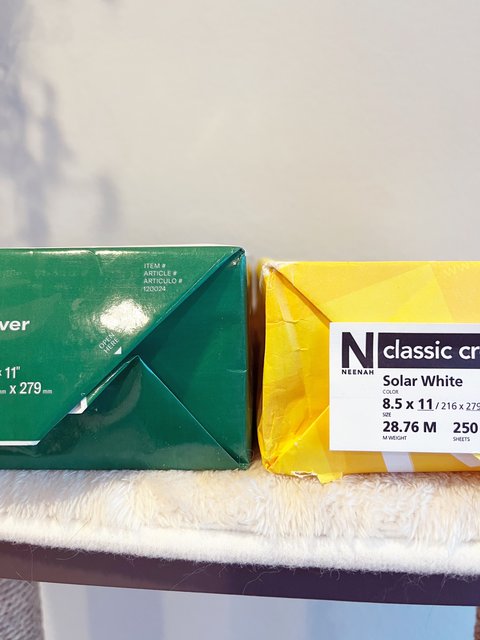 ITEM #
ARTICLE #
ARTICULO #
120024
ver
x 11"
mm x 279 mm
OPEN
HERE
N
NEENAH
classic cr
Solar White
COLOR
8.5 x 11 / 216 x 279
SIZE
28.76 M 250
M WEIGHT SHEETS